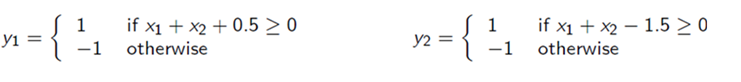 y₁ = { 1 if x₁ + x₂ + 0.5 ≥ 0
−1 otherwise
y₂ = { 1 if x₁ + x₂ − 1.5 ≥ 0
−1 otherwise